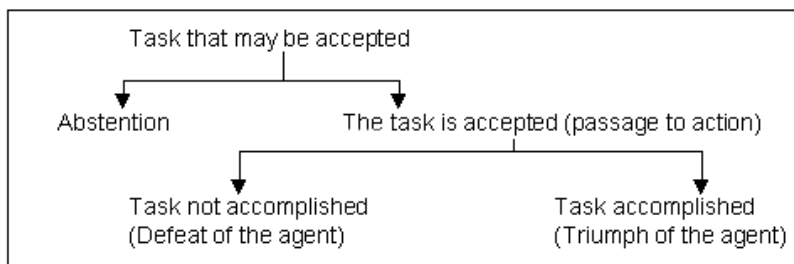 Task that may be accepted
Abstention
The task is accepted (passage to action)
Task not accomplished
(Defeat of the agent)
Task accomplished
(Triumph of the agent)